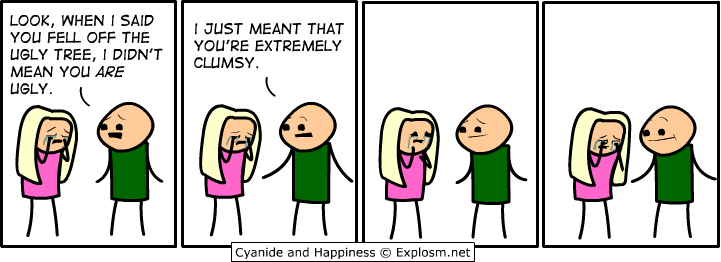 LOOK, WHEN I SAID
YOU FELL OFF THE
UGLY TREE, I DIDN'T
MEAN YOU ARE
UGLY.
I JUST MEANT THAT
YOU'RE EXTREMELY
CLUMSY.
Cyanide and Happiness © Explosm.net